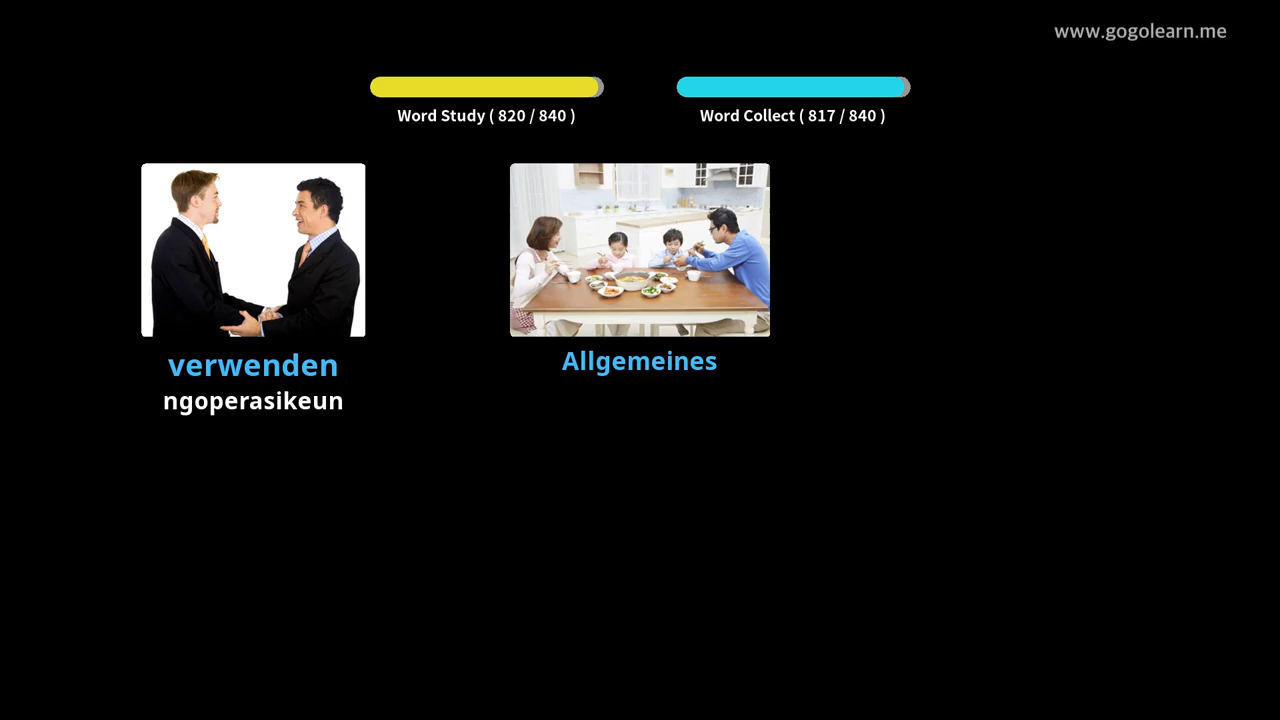 www.gogolearn.me
Word Study ( 820 / 840 )
Word Collect ( 817 / 840 )
verwenden
ngoperasikeun
Allgemeines